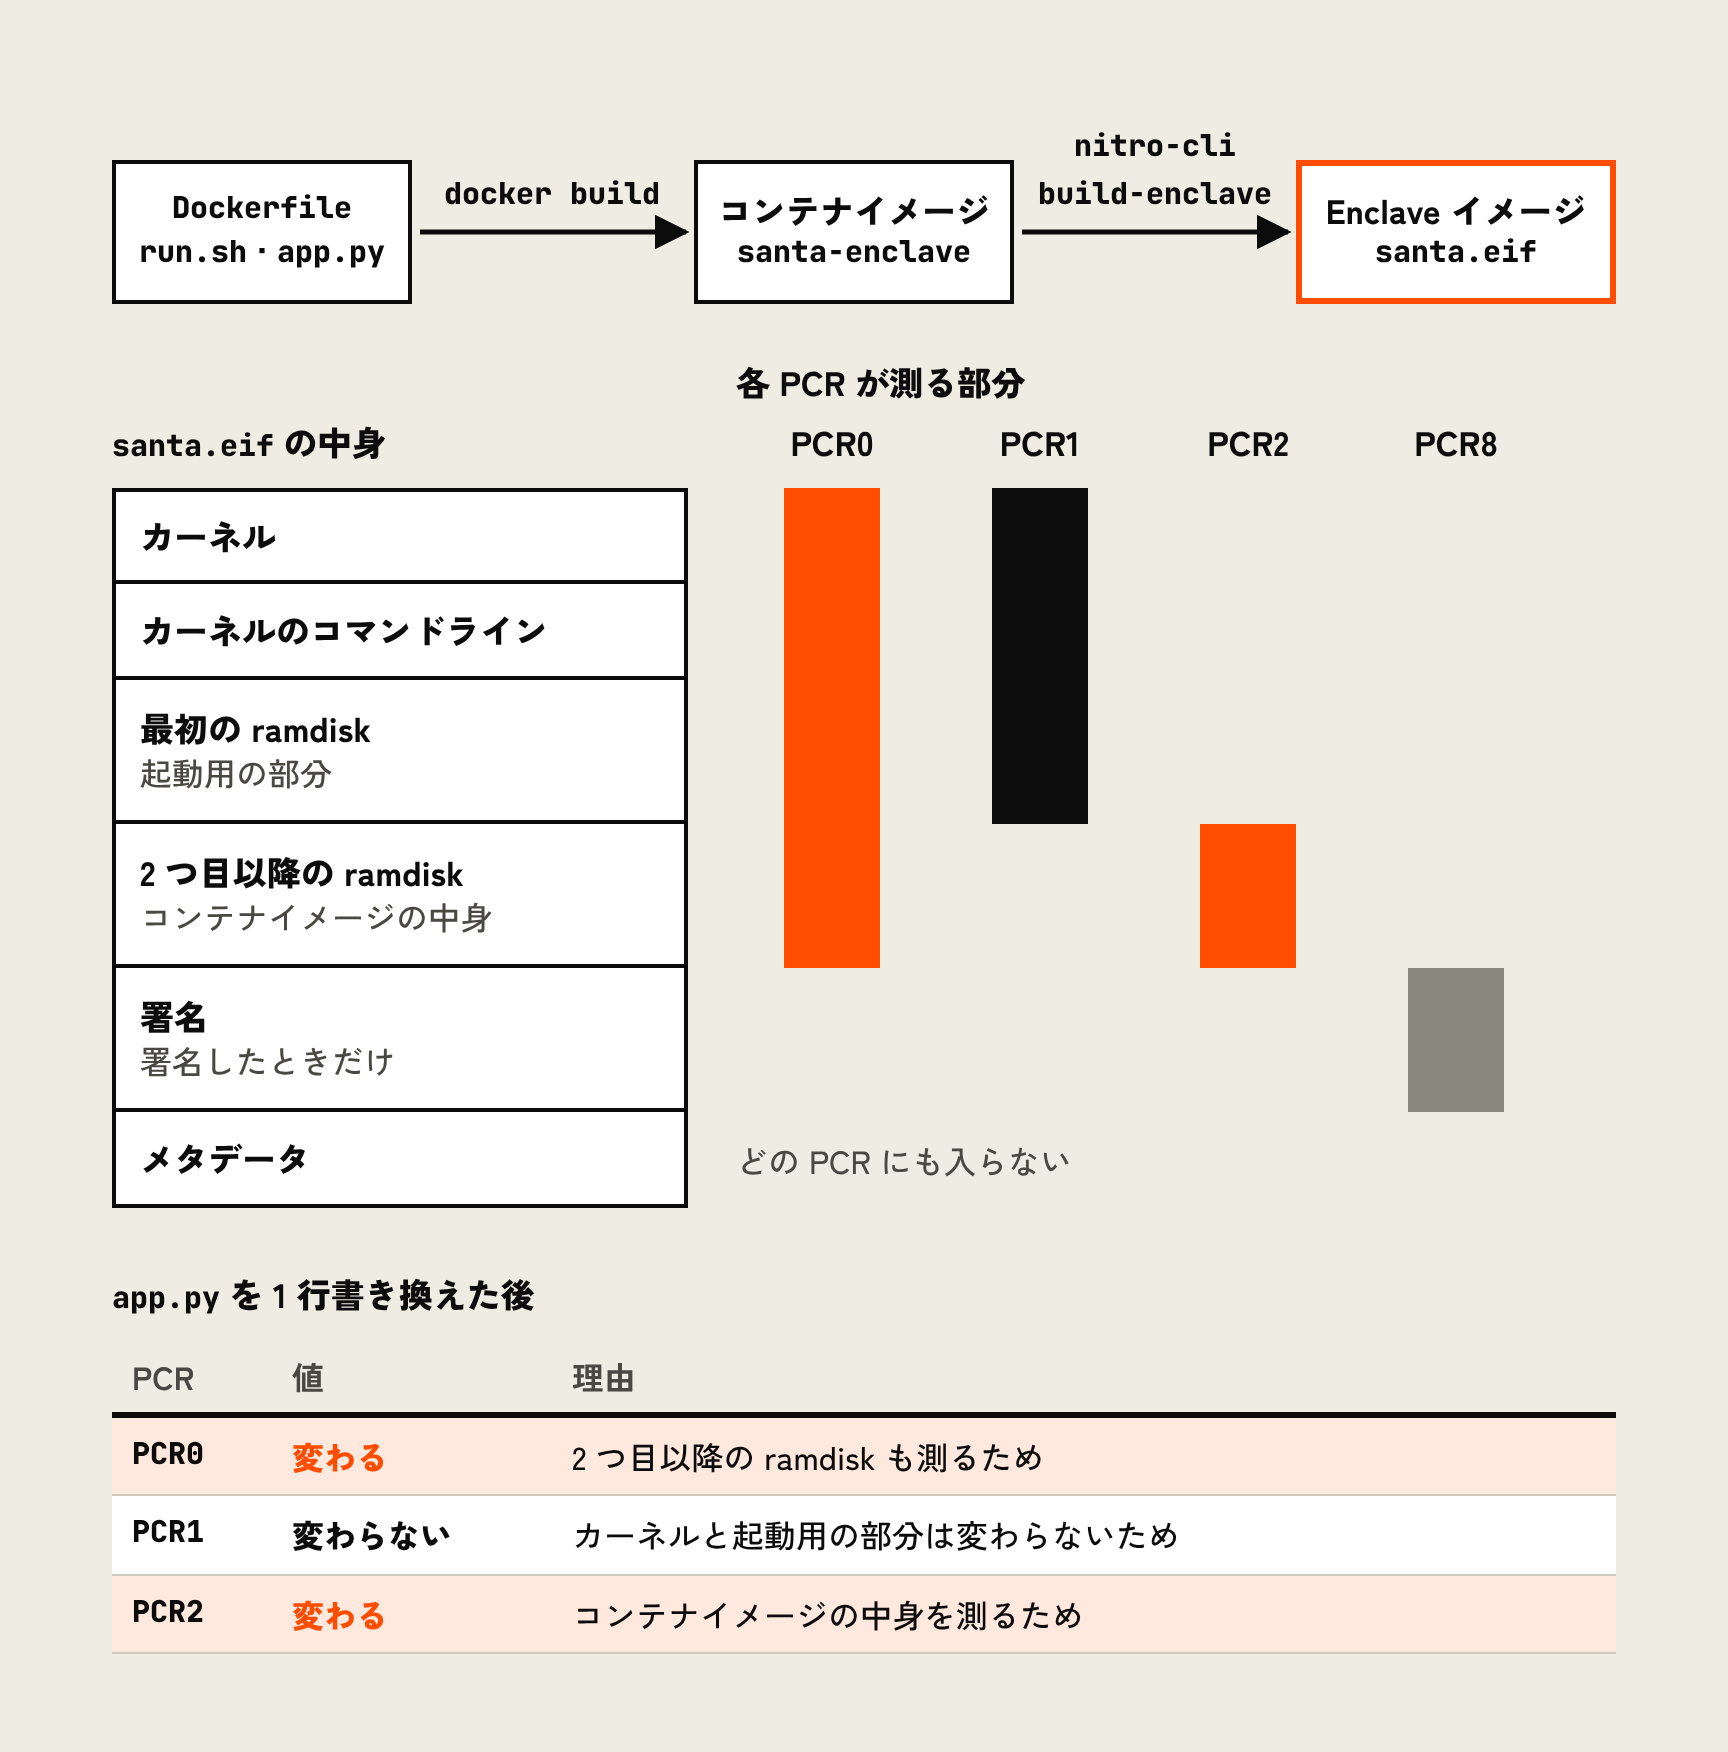 Dockerfile
run.sh・app.py
docker build
コンテナイメージ
santa-enclave
nitro-cli
build-enclave
Enclave イメージ
santa.eif
各 PCR が測る部分
santa.eif の中身
PCR0
PCR1
PCR2
PCR8
カーネル
カーネルのコマンドライン
最初の ramdisk
起動用の部分
2 つ目以降の ramdisk
コンテナイメージの中身
署名
署名したときだけ
メタデータ
どの PCR にも入らない
app.py を 1 行書き換えた後
PCR 値 理由
PCR0 変わる 2 つ目以降の ramdisk も測るため
PCR1 変わらない カーネルと起動用の部分は変わらないため
PCR2 変わる コンテナイメージの中身を測るため